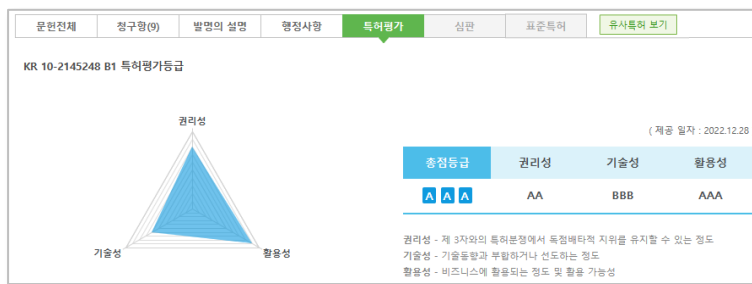 문헌전체 청구항(9) 발명의 설명 행정사항 특허평가 심판 표준특허 유사특허 보기
KR 10-2145248 B1 특허평가등급
권리성
기술성
활용성
( 제공 일자 : 2022.12.28
총점등급 권리성 기술성 활용성
A A A AA BBB AAA
권리성 - 제 3자와의 특허분쟁에서 독점배타적 지위를 유지할 수 있는 정도
기술성 - 기술동향과 부합하거나 선도하는 정도
활용성 - 비즈니스에 활용되는 정도 및 활용 가능성